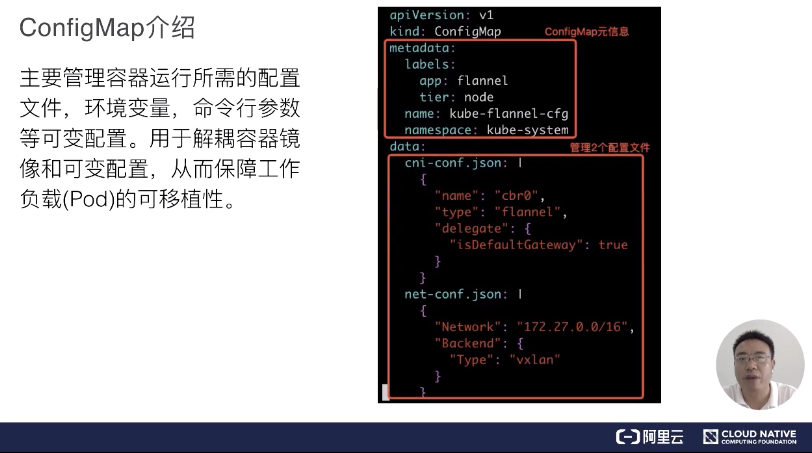 ConfigMap介绍
主要管理容器运行所需的配置
文件，环境变量，命令行参数
等可变配置。用于解耦容器镜
像和可变配置，从而保障工作
负载(Pod)的可移植性。
apiVersion: v1
kind: ConfigMap
ConfigMap元信息
metadata:
labels:
app: flannel
tier: node
name: kube-flannel-cfg
namespace: kube-system
data:
管理2个配置文件
cni-conf.json: |
{
"name": "cbr0",
"type": "flannel",
"delegate": {
"isDefaultGateway": true
}
}
net-conf.json: |
{
"Network": "172.27.0.0/16",
"Backend": {
"Type": "vxlan"
}
}
阿里云
CLOUD NATIVE
COMPUTING FOUNDATION